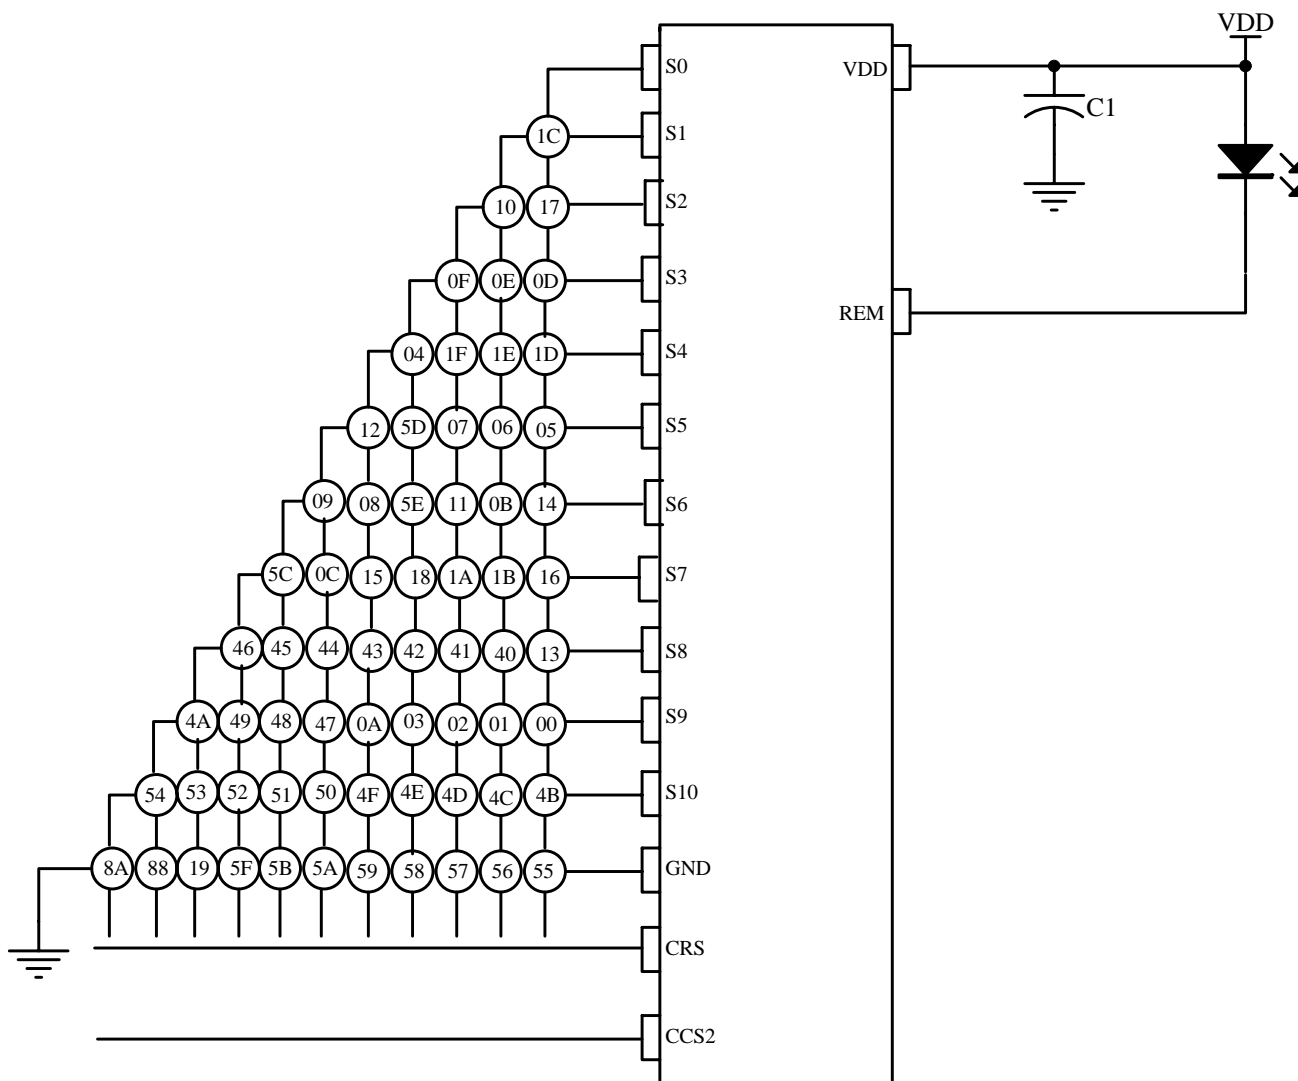 VDD
S0 VDD
C1
1C S1
10 17 S2
0F 0E 0D S3
REM
04 1F 1E 1D S4
12 5D 07 06 05 S5
09 08 5E 11 0B 14 S6
5C 0C 15 18 1A 1B 16 S7
46 45 44 43 42 41 40 13 S8
4A 49 48 47 0A 03 02 01 00 S9
54 53 52 51 50 4F 4E 4D 4C 4B S10
8A 88 19 5F 5B 5A 59 58 57 56 55 GND
CRS
CCS2